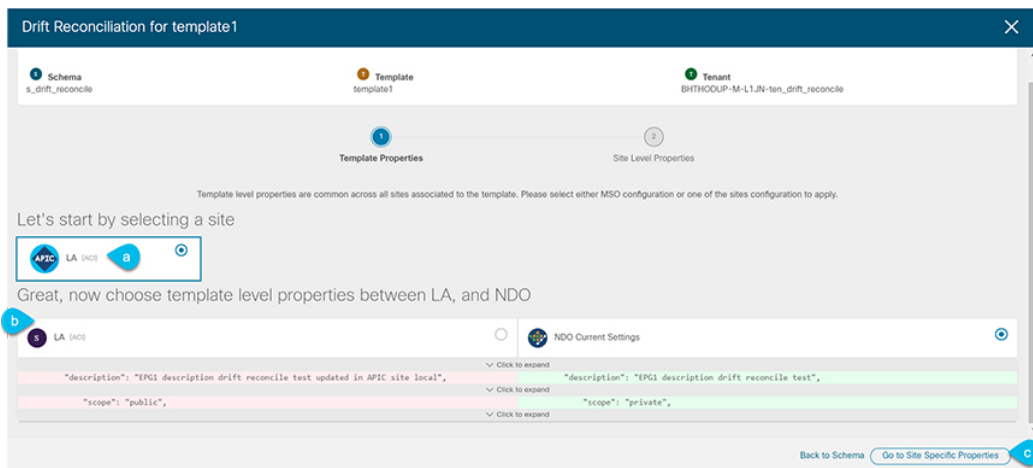 Drift Reconciliation for template1
S Schema
s_drift_reconcile
T Template
template1
T Tenant
BHTHODUP-M-L1JN-ten_drift_reconcile
1
Template Properties
2
Site Level Properties
Template level properties are common across all sites associated to the template. Please select either MSO configuration or one of the sites configuration to apply.
Let's start by selecting a site
APIC LA (ACI) a
Great, now choose template level properties between LA, and NDO
b
S LA (ACI)
NDO Current Settings
Click to expand
"description": "EPG1 description drift reconcile test updated in APIC site local", "description": "EPG1 description drift reconcile test",
Click to expand
"scope": "public", "scope": "private",
Click to expand
Back to Schema Go to Site Specific Properties c